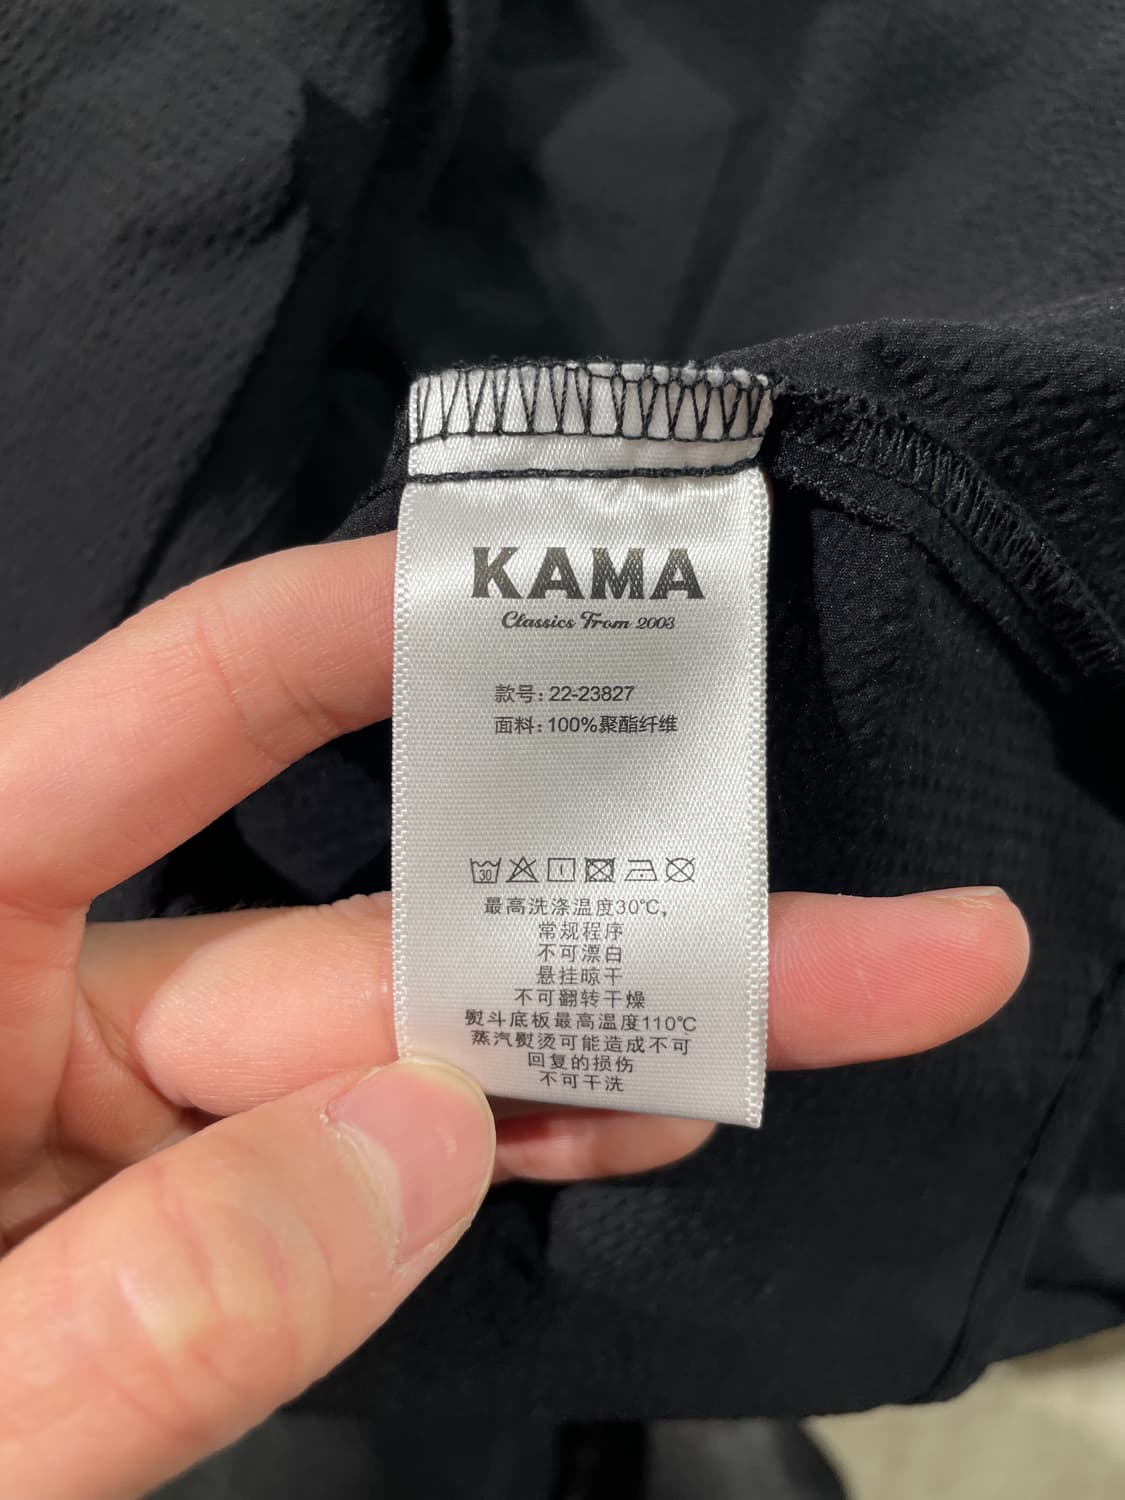 KAMA
Classics From 2003
款号: 22-23827
面料: 100%聚酯纤维
30
最高洗涤温度30℃,
常规程序
不可漂白
悬挂晾干
不可翻转干燥
熨斗底板最高温度110℃
蒸汽熨烫可能造成不可
回复的损伤
不可干洗